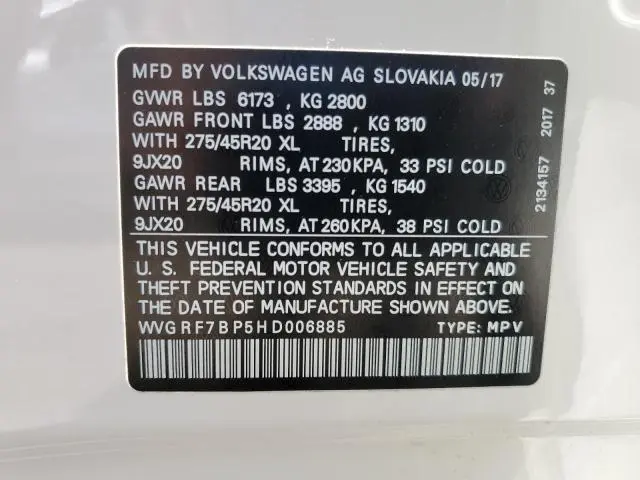 MFD BY VOLKSWAGEN AG SLOVAKIA 05/17
GVWR LBS 6173 , KG 2800
GAWR FRONT LBS 2888 , KG 1310
WITH 275/45R20 XL TIRES,
9JX20 RIMS, AT 230KPA, 33 PSI COLD
GAWR REAR LBS 3395 , KG 1540
WITH 275/45R20 XL TIRES,
9JX20 RIMS, AT 260KPA, 38 PSI COLD
THIS VEHICLE CONFORMS TO ALL APPLICABLE
U. S. FEDERAL MOTOR VEHICLE SAFETY AND
THEFT PREVENTION STANDARDS IN EFFECT ON
THE DATE OF MANUFACTURE SHOWN ABOVE.
WVGRF7BP5HD006885 TYPE: MPV
2134157 2017 37